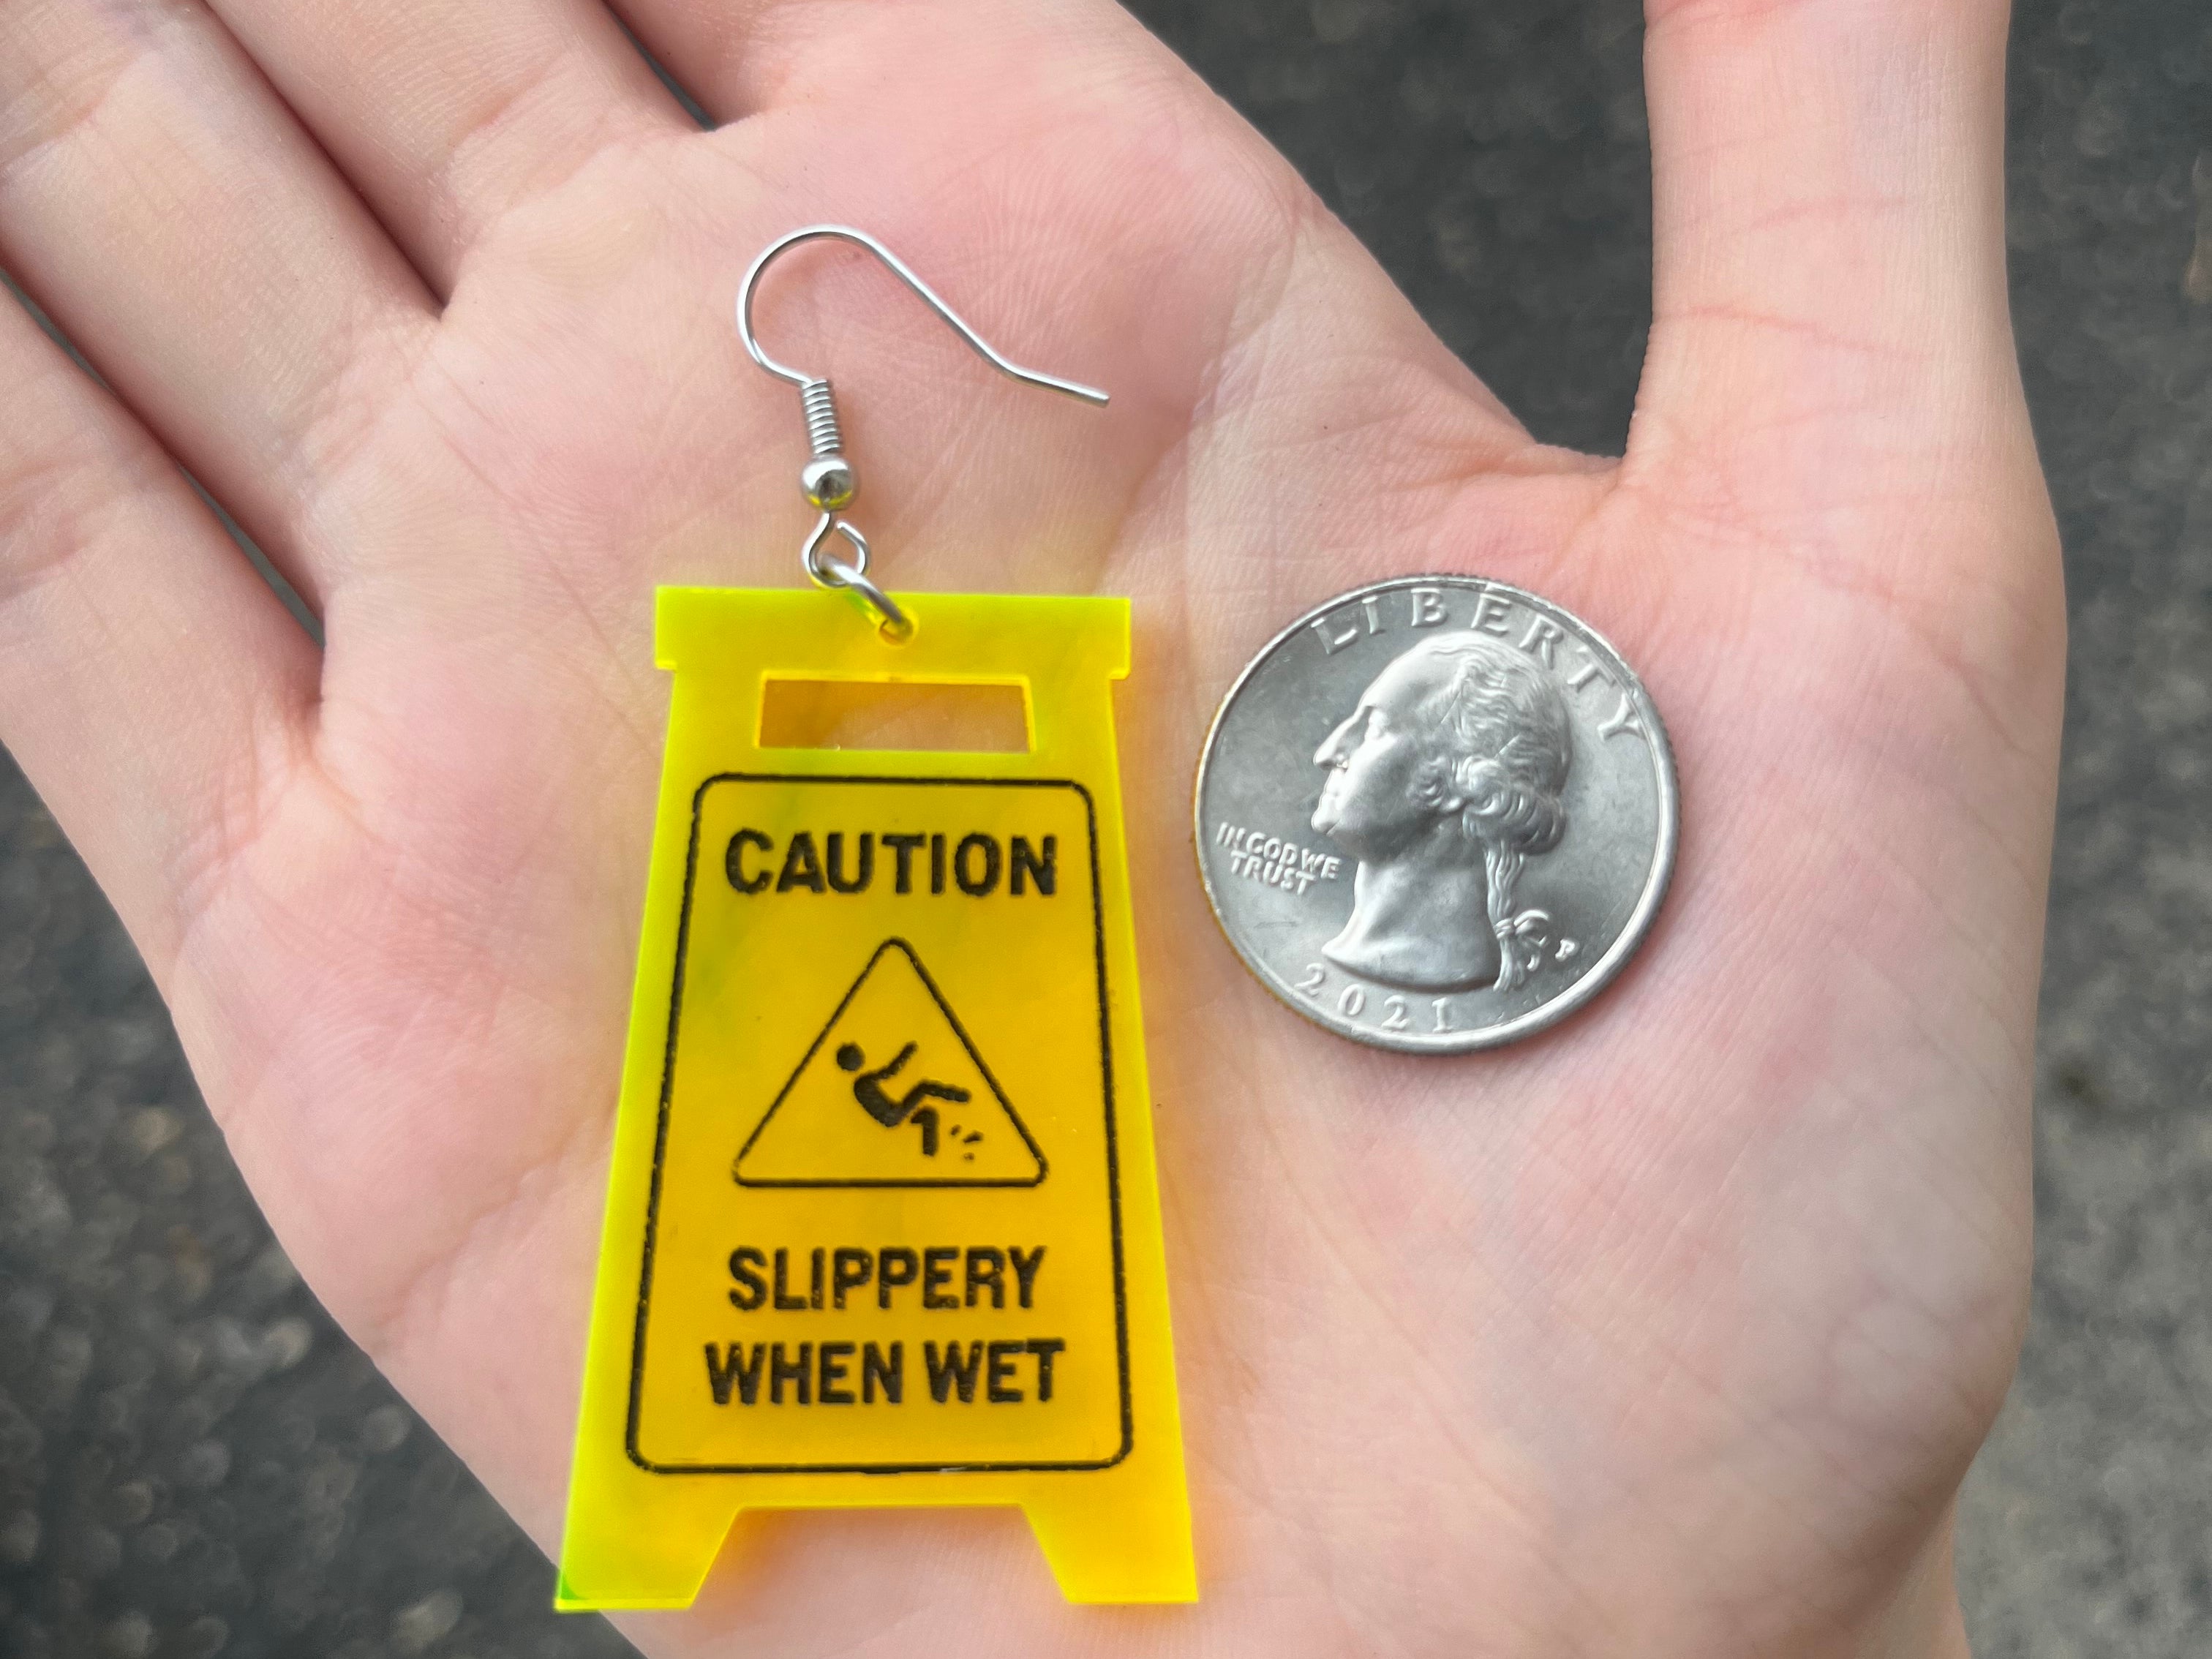 CAUTION
SLIPPERY
WHEN WET
LIBERTY
IN GOD WE
TRUST
P
2021